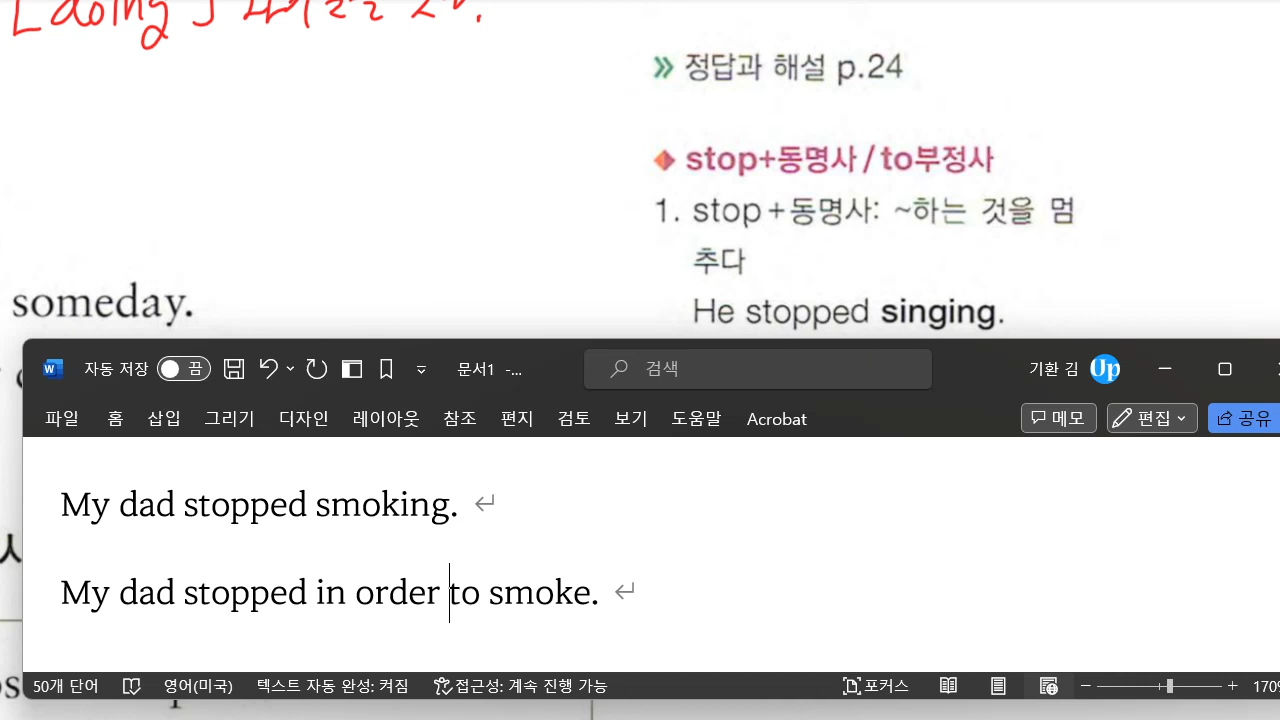 [doing]
정답과 해설 p.24
stop+동명사/to부정사
1. stop+동명사: ~하는 것을 멈
추다
He stopped singing.
someday.
자동 저장 끔 문서1 -... 검색 기환 김 Up
파일 홈 삽입 그리기 디자인 레이아웃 참조 편지 검토 보기 도움말 Acrobat 메모 편집 공유
My dad stopped smoking.
My dad stopped in order to smoke.
50개 단어 영어(미국) 텍스트 자동 완성: 켜짐 접근성: 계속 진행 가능 포커스 170%